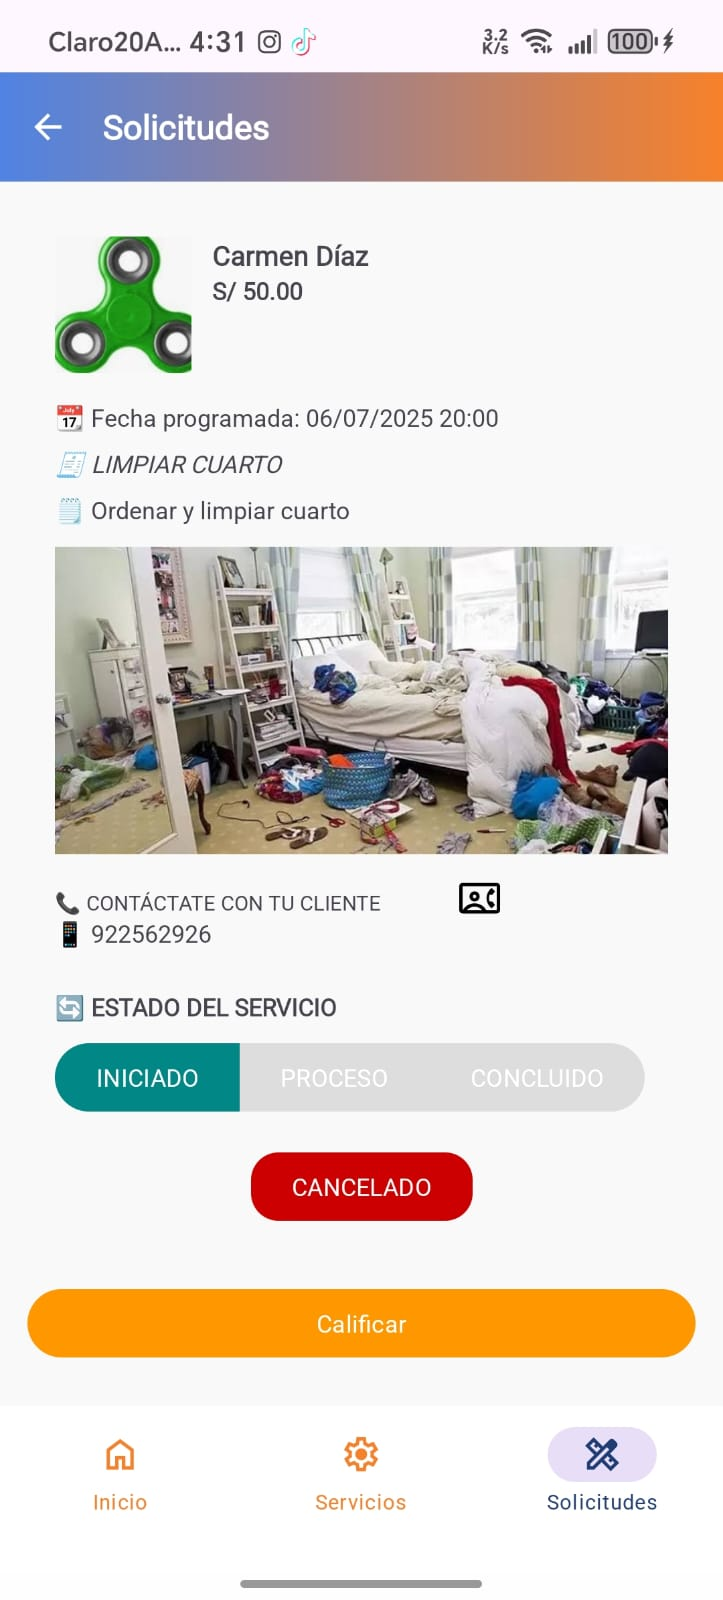 Claro20A... 4:31
3.2
K/s
100
Solicitudes
Carmen Díaz
S/ 50.00
Fecha programada: 06/07/2025 20:00
LIMPIAR CUARTO
Ordenar y limpiar cuarto
CONTÁCTATE CON TU CLIENTE
922562926
ESTADO DEL SERVICIO
INICIADO PROCESO CONCLUIDO
CANCELADO
Calificar
Inicio Servicios Solicitudes